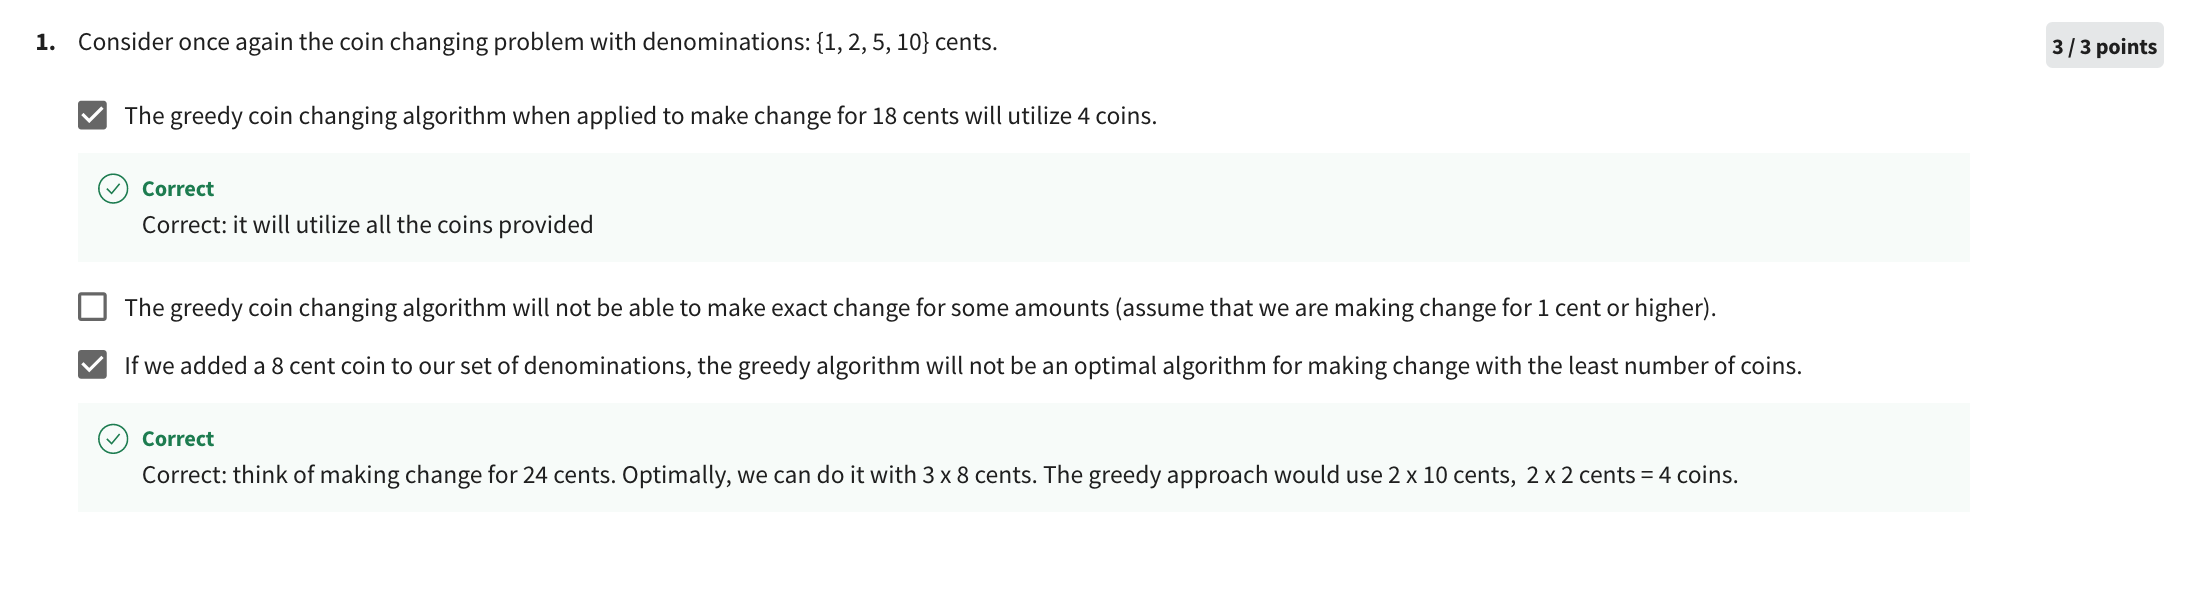 1. Consider once again the coin changing problem with denominations: {1, 2, 5, 10} cents.
3 / 3 points
The greedy coin changing algorithm when applied to make change for 18 cents will utilize 4 coins.
Correct
Correct: it will utilize all the coins provided
The greedy coin changing algorithm will not be able to make exact change for some amounts (assume that we are making change for 1 cent or higher).
If we added a 8 cent coin to our set of denominations, the greedy algorithm will not be an optimal algorithm for making change with the least number of coins.
Correct
Correct: think of making change for 24 cents. Optimally, we can do it with 3 x 8 cents. The greedy approach would use 2 x 10 cents,  2 x 2 cents = 4 coins.